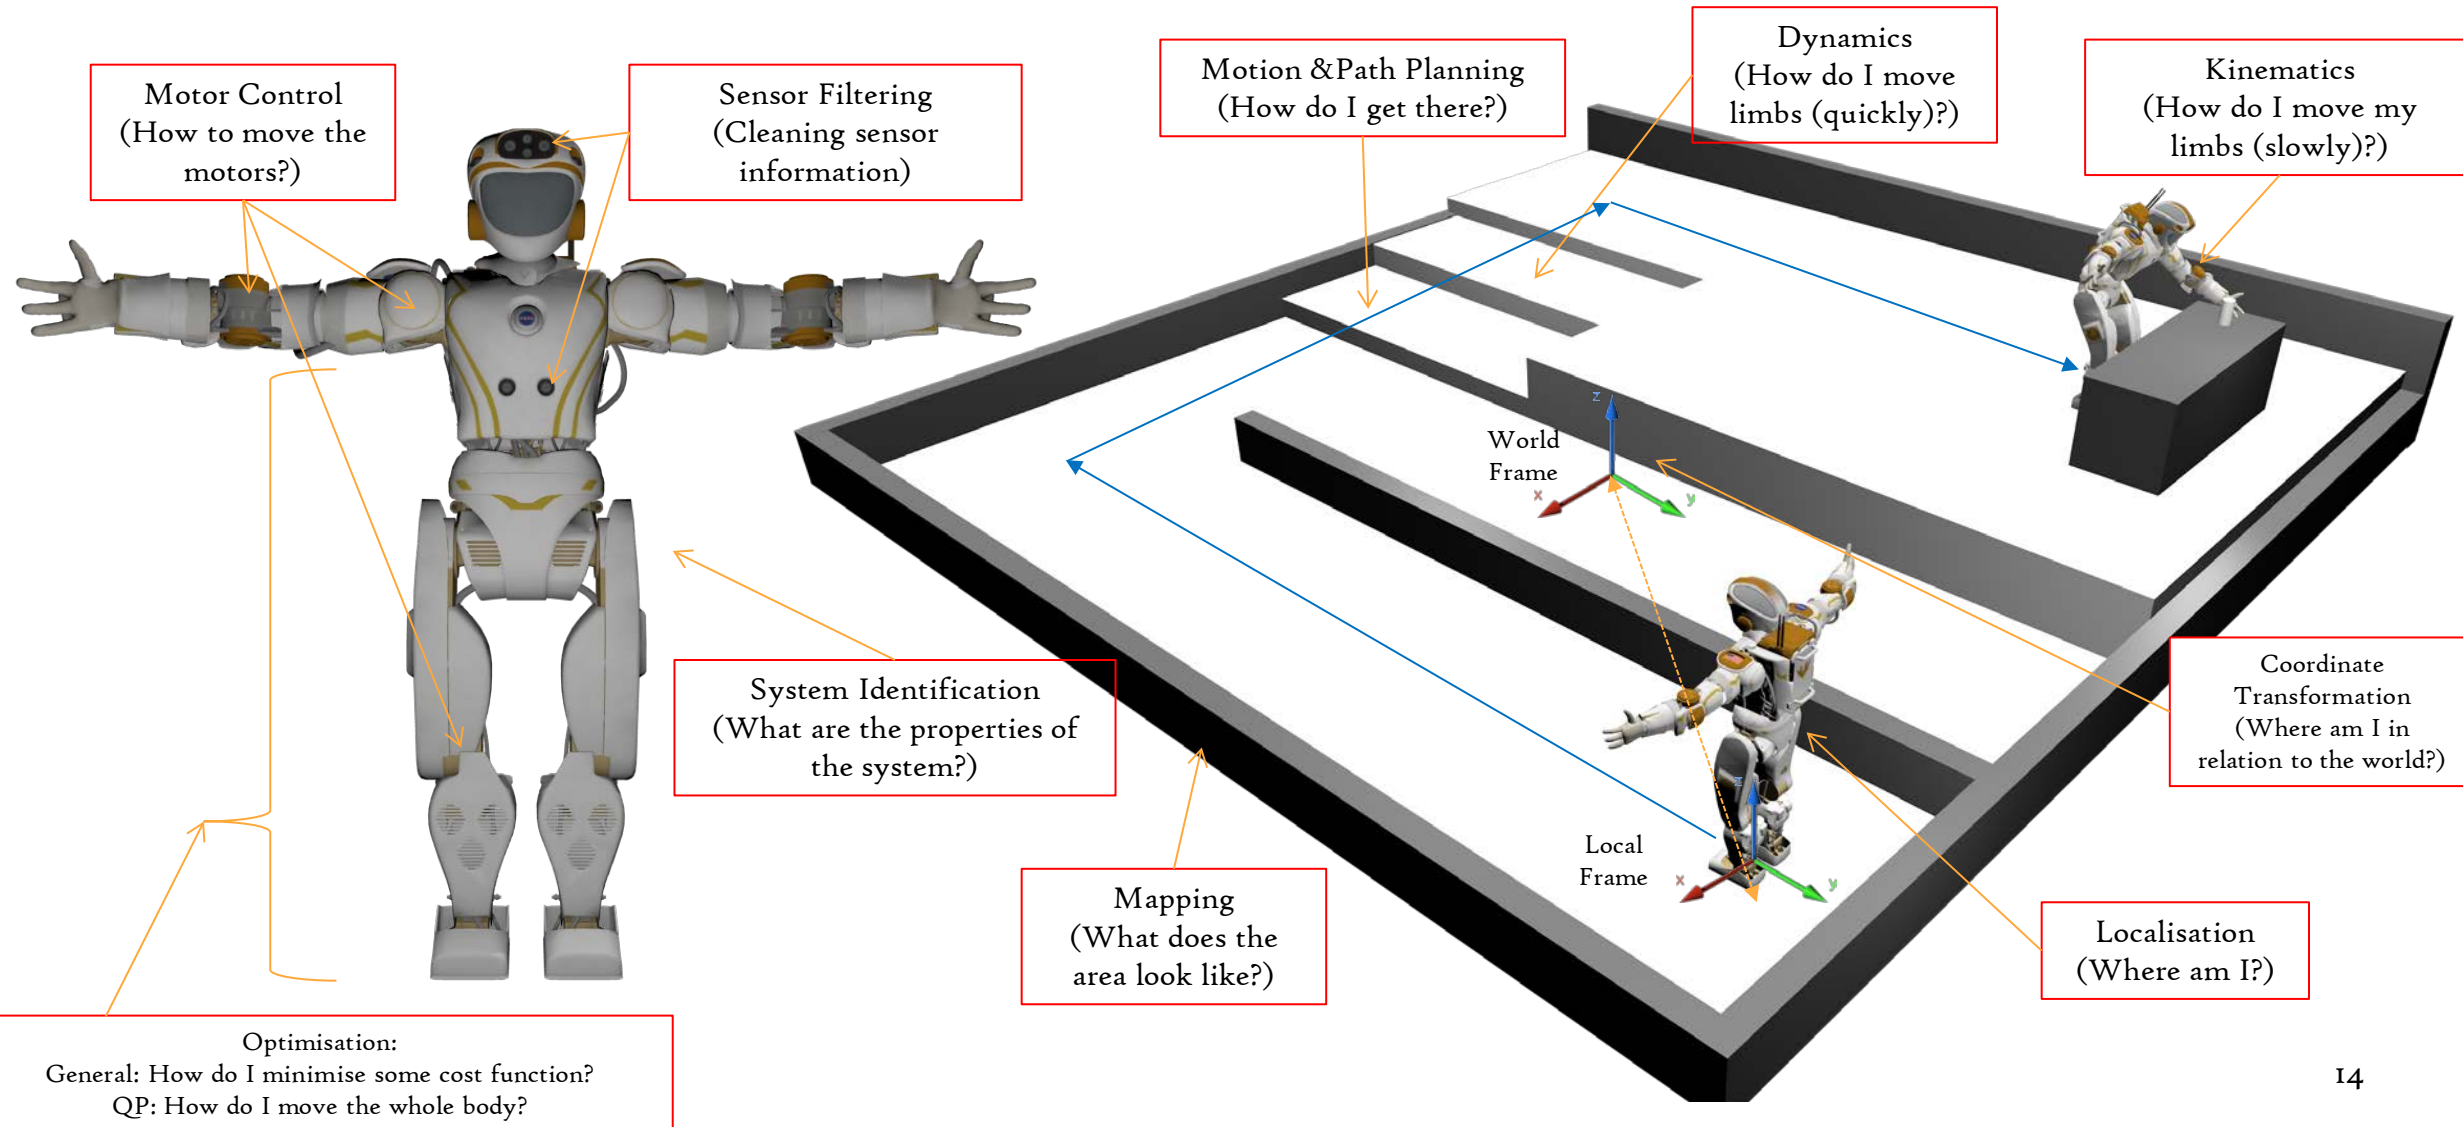 Motor Control
(How to move the
motors?)
Sensor Filtering
(Cleaning sensor
information)
Motion &Path Planning
(How do I get there?)
Dynamics
(How do I move
limbs (quickly)?)
Kinematics
(How do I move my
limbs (slowly)?)
z
World
Frame
x
y
System Identification
(What are the properties of
the system?)
Coordinate
Transformation
(Where am I in
relation to the world?)
z
Local
Frame
x
y
Mapping
(What does the
area look like?)
Localisation
(Where am I?)
Optimisation:
General: How do I minimise some cost function?
QP: How do I move the whole body?
14